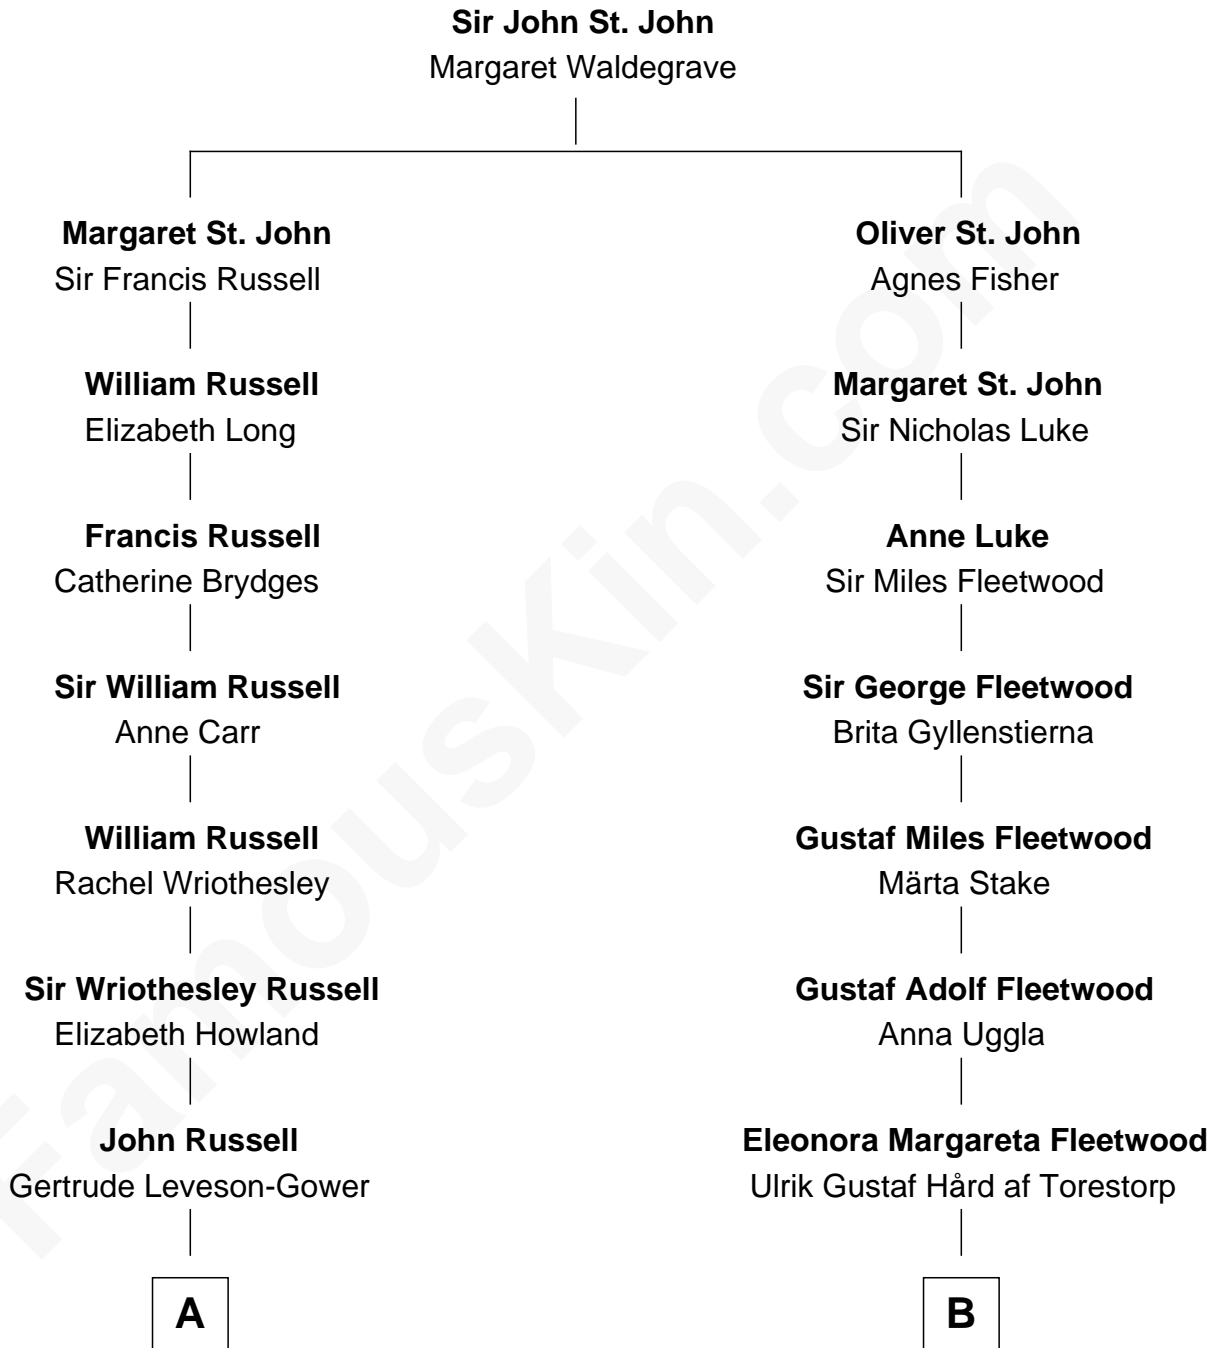 Sir John St. John
Margaret Waldegrave
Margaret St. John
Sir Francis Russell
Oliver St. John
Agnes Fisher
William Russell
Elizabeth Long
Margaret St. John
Sir Nicholas Luke
Francis Russell
Catherine Brydges
Anne Luke
Sir Miles Fleetwood
Sir William Russell
Anne Carr
Sir George Fleetwood
Brita Gyllenstierna
William Russell
Rachel Wriothesley
Gustaf Miles Fleetwood
Märta Stake
Sir Wriothesley Russell
Elizabeth Howland
Gustaf Adolf Fleetwood
Anna Uggla
John Russell
Gertrude Leveson-Gower
Eleonora Margareta Fleetwood
Ulrik Gustaf Hård af Torestorp
A
B
FamousKin.com